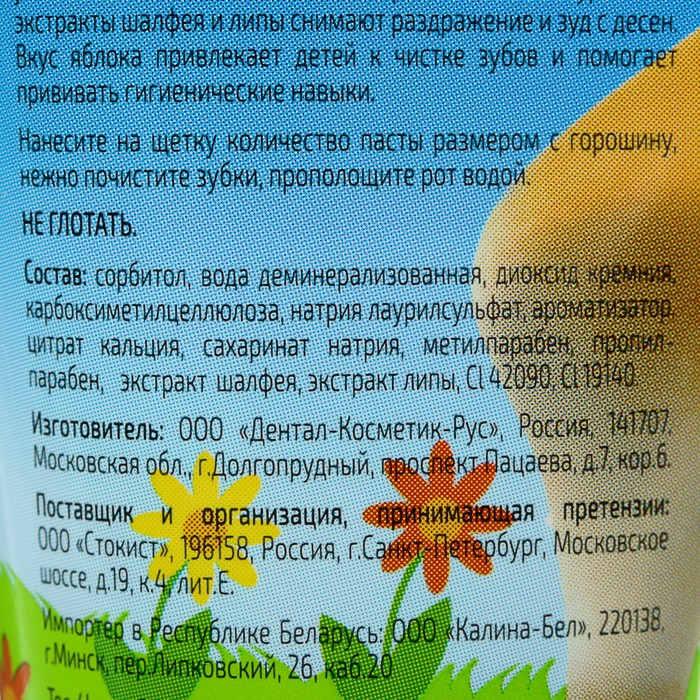 экстракты шалфея и липы снимают раздражение и зуд с десен.
Вкус яблока привлекает детей к чистке зубов и помогает
прививать гигиенические навыки.
Нанесите на щетку количество пасты размером с горошину,
нежно почистите зубки, прополощите рот водой.
НЕ ГЛОТАТЬ.
Состав: сорбитол, вода деминерализованная, диоксид кремния,
карбоксиметилцеллюлоза, натрия лаурилсульфат, ароматизатор,
цитрат кальция, сахаринат натрия, метилпарабен, пропил-
парабен, экстракт шалфея, экстракт липы, CI 42090, CI 19140.
Изготовитель: ООО «Дентал-Косметик-Рус», Россия, 141707,
Московская обл., г.Долгопрудный, проспект Пацаева, д.7, кор.6.
Поставщик и организация, принимающая претензии:
ООО «Стокист», 196158, Россия, г.Санкт-Петербург, Московское
шоссе, д.19, к.4, лит.Е.
Импортер в Республике Беларусь: ООО «Калина-Бел», 220138,
г.Минск, пер.Липковский, 26, каб.20